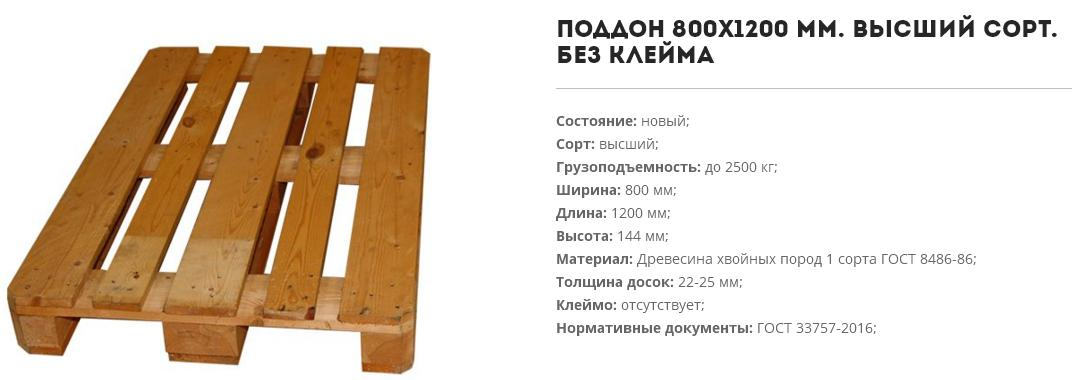 ПОДДОН 800Х1200 ММ. ВЫСШИЙ СОРТ.
БЕЗ КЛЕЙМА
Состояние: новый;
Сорт: высший;
Грузоподъемность: до 2500 кг;
Ширина: 800 мм;
Длина: 1200 мм;
Высота: 144 мм;
Материал: Древесина хвойных пород 1 сорта ГОСТ 8486-86;
Толщина досок: 22-25 мм;
Клеймо: отсутствует;
Нормативные документы: ГОСТ 33757-2016;